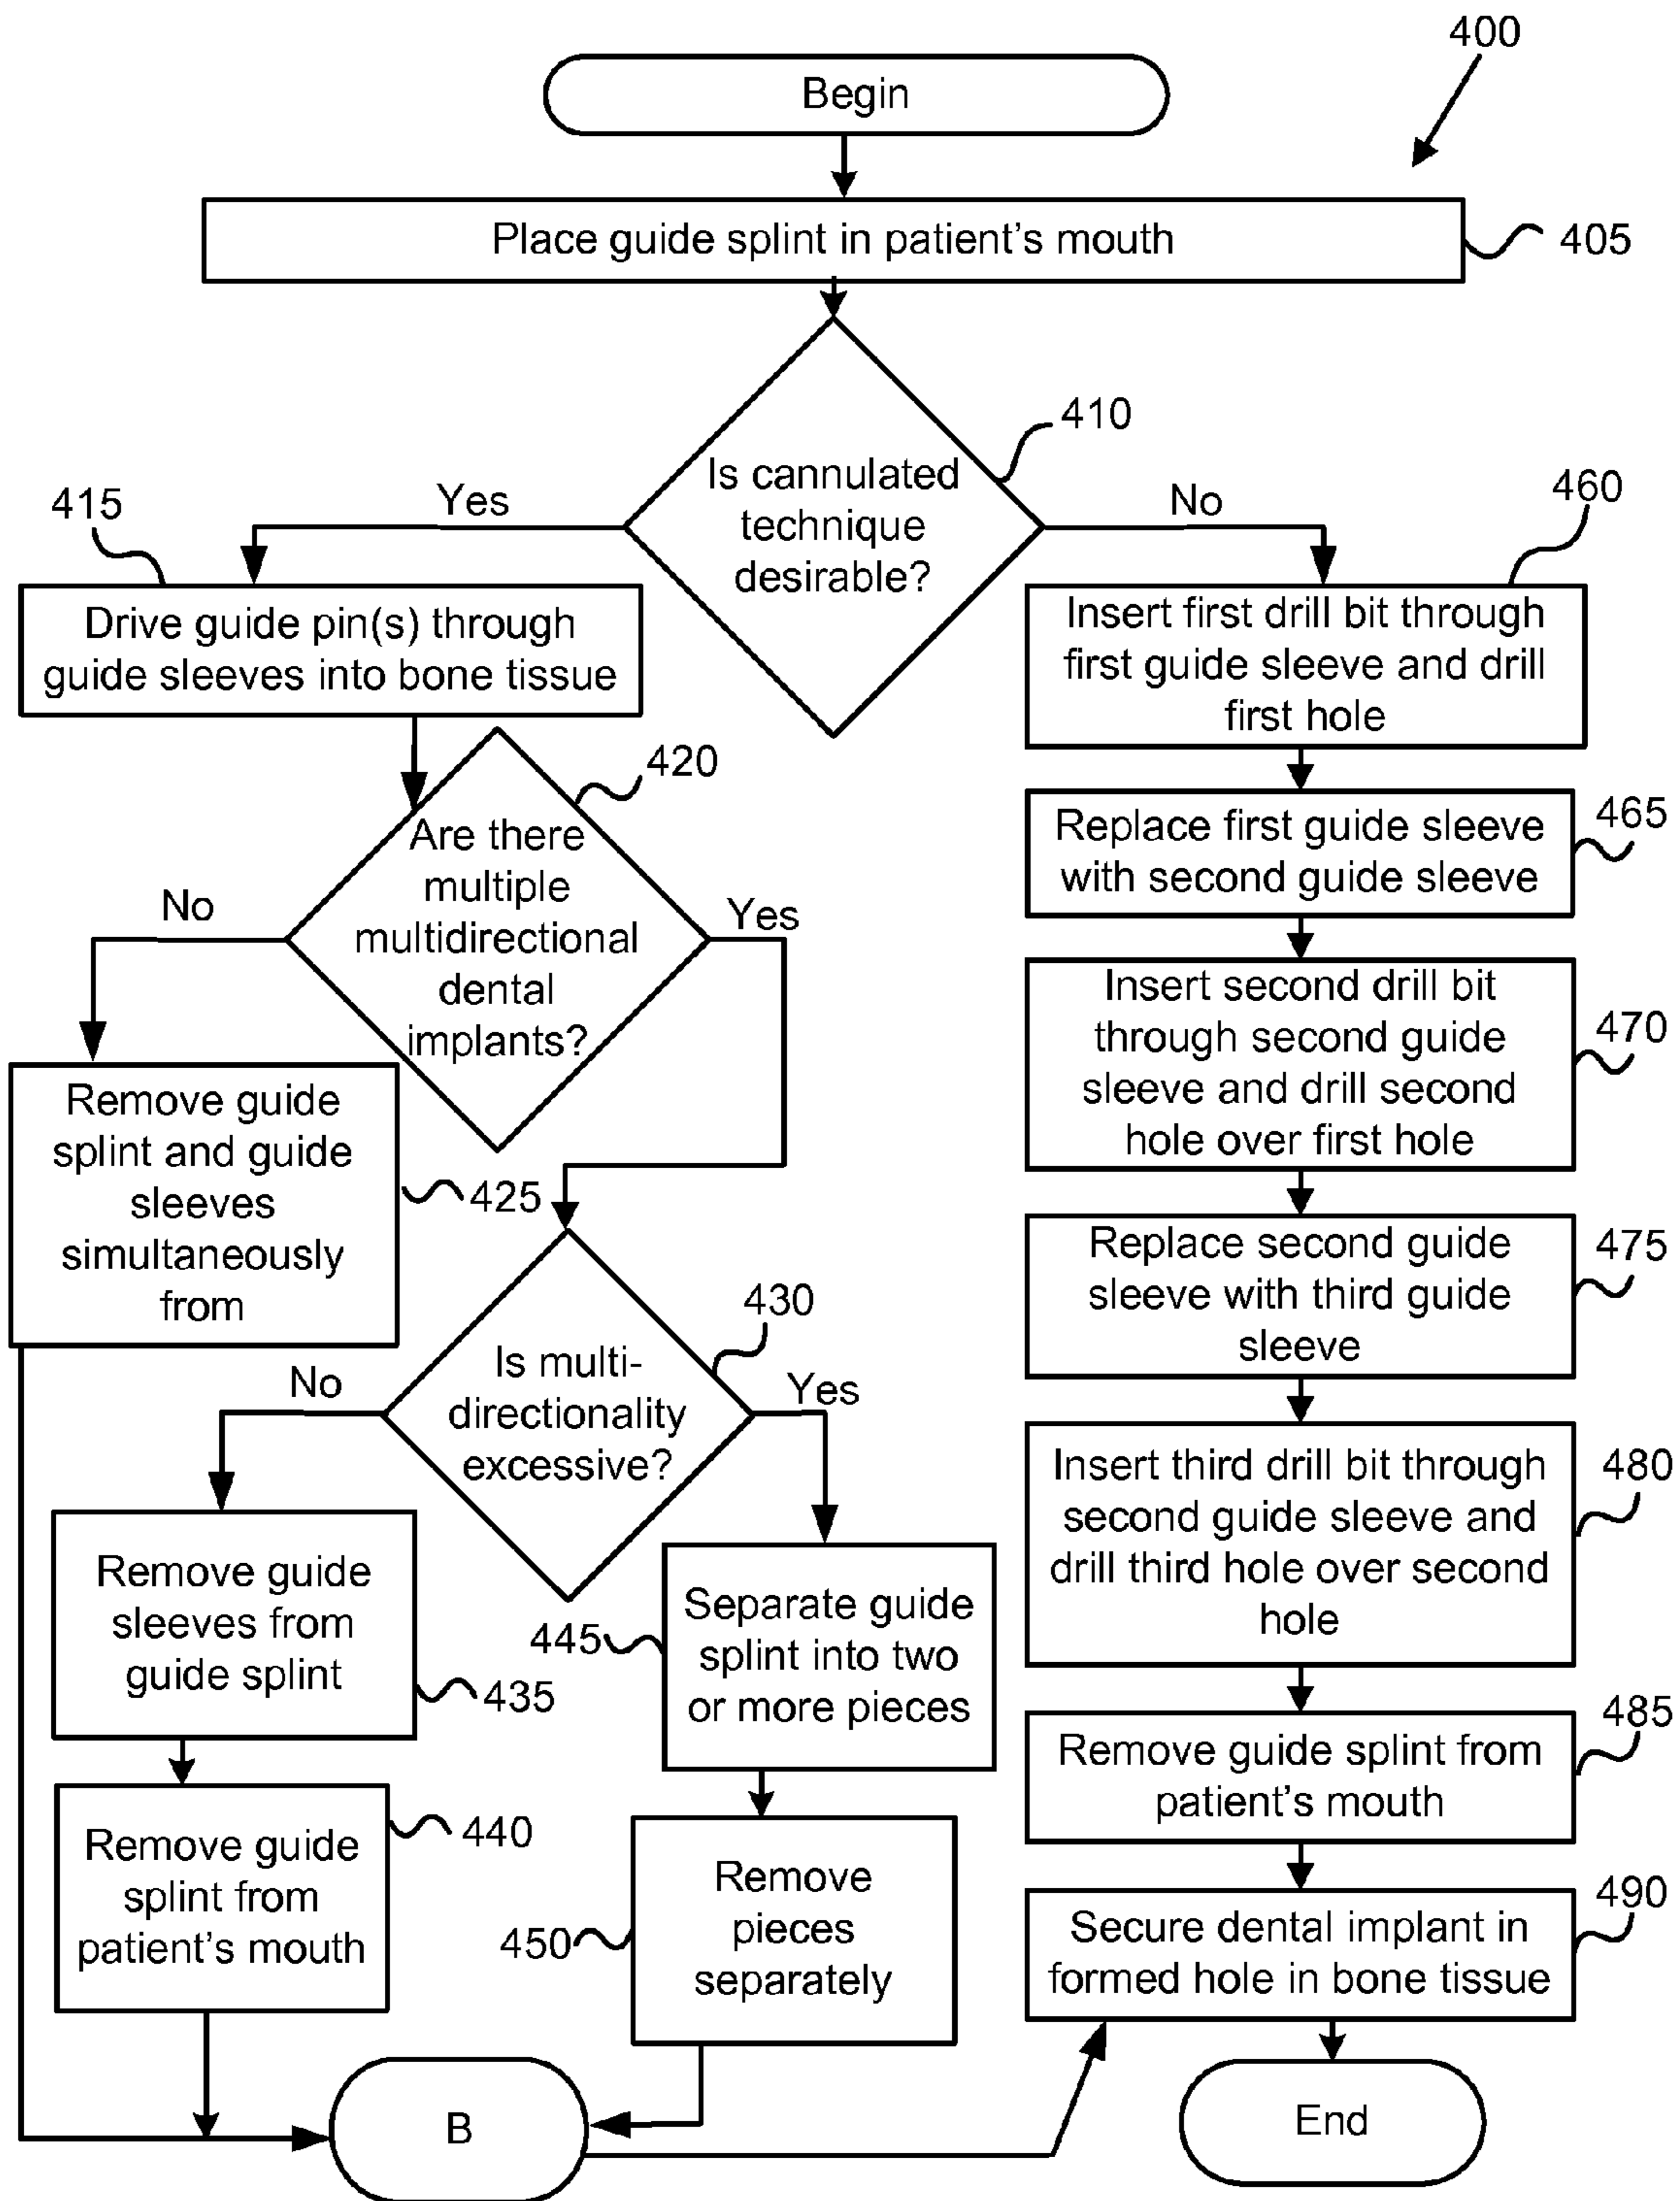 400
Begin
Place guide splint in patient's mouth
405
410
Is cannulated
technique
desirable?
Yes
No
415
Drive guide pin(s) through
guide sleeves into bone tissue
420
Are there
multiple
multidirectional
dental
implants?
No
Yes
Remove guide
splint and guide
sleeves
simultaneously
from
425
430
Is multi-
directionality
excessive?
No
Yes
Remove guide
sleeves from
guide splint
435
Remove guide
splint from
patient's mouth
440
445
Separate guide
splint into two
or more pieces
450
Remove
pieces
separately
B
460
Insert first drill bit through
first guide sleeve and drill
first hole
465
Replace first guide sleeve
with second guide sleeve
470
Insert second drill bit
through second guide
sleeve and drill second
hole over first hole
475
Replace second guide
sleeve with third guide
sleeve
480
Insert third drill bit through
second guide sleeve and
drill third hole over second
hole
485
Remove guide splint from
patient's mouth
490
Secure dental implant in
formed hole in bone tissue
End